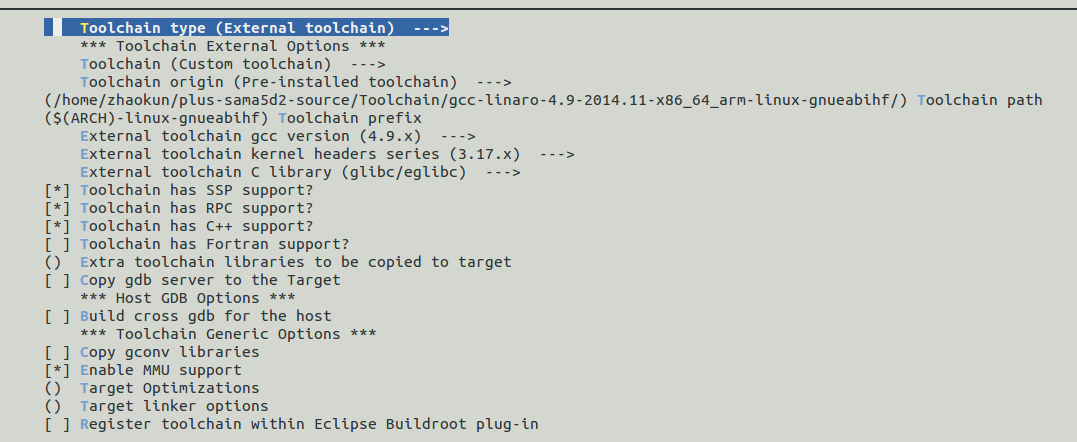 Toolchain type (External toolchain)  --->
*** Toolchain External Options ***
Toolchain (Custom toolchain)  --->
Toolchain origin (Pre-installed toolchain)  --->
(/home/zhaokun/plus-sama5d2-source/Toolchain/gcc-linaro-4.9-2014.11-x86_64_arm-linux-gnueabihf/) Toolchain path
($(ARCH)-linux-gnueabihf) Toolchain prefix
External toolchain gcc version (4.9.x)  --->
External toolchain kernel headers series (3.17.x)  --->
External toolchain C library (glibc/eglibc)  --->
[*] Toolchain has SSP support?
[*] Toolchain has RPC support?
[*] Toolchain has C++ support?
[ ] Toolchain has Fortran support?
()  Extra toolchain libraries to be copied to target
[ ] Copy gdb server to the Target
*** Host GDB Options ***
[ ] Build cross gdb for the host
*** Toolchain Generic Options ***
[ ] Copy gconv libraries
[*] Enable MMU support
()  Target Optimizations
()  Target linker options
[ ] Register toolchain within Eclipse Buildroot plug-in